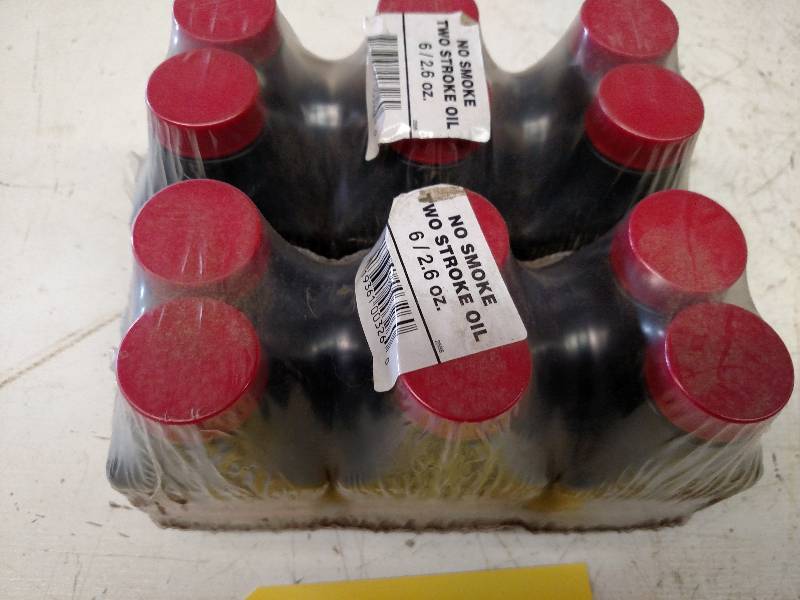 NO SMOKE
TWO STROKE OIL
6 / 2.6 oz.
NO SMOKE
TWO STROKE OIL
6 / 2.6 oz.